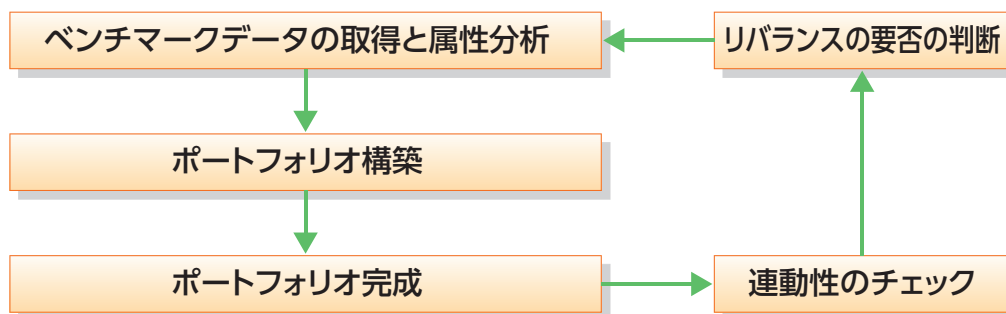 ベンチマークデータの取得と属性分析
リバランスの要否の判断
ポートフォリオ構築
ポートフォリオ完成
連動性のチェック